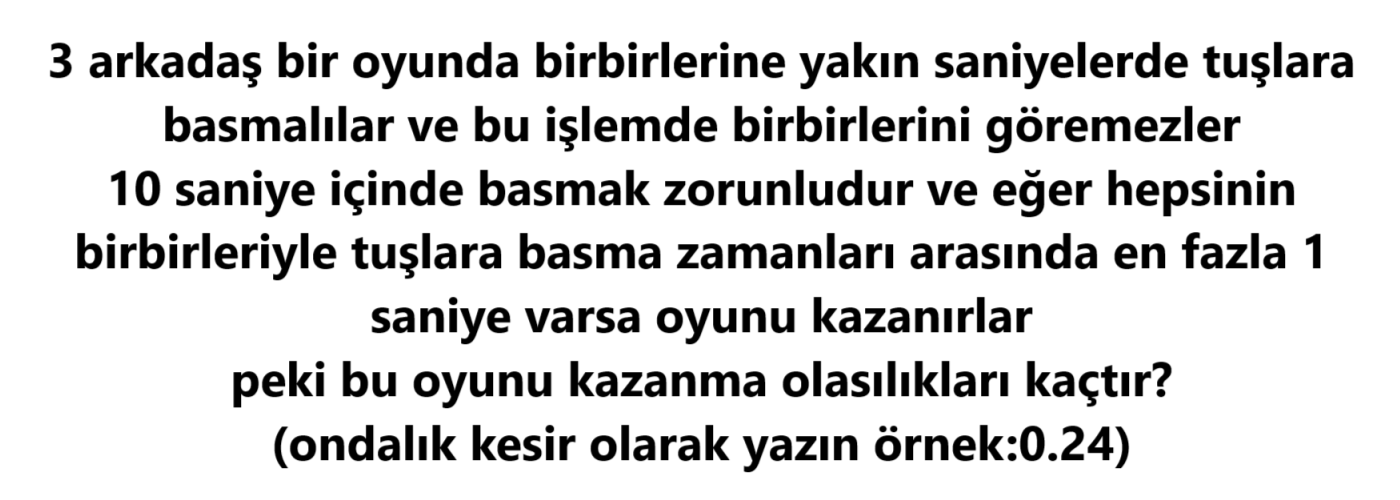 3 arkadaş bir oyunda birbirlerine yakın saniyelerde tuşlara
basmalılar ve bu işlemde birbirlerini göremezler
10 saniye içinde basmak zorunludur ve eğer hepsinin
birbirleriyle tuşlara basma zamanları arasında en fazla 1
saniye varsa oyunu kazanırlar
peki bu oyunu kazanma olasılıkları kaçtır?
(ondalık kesir olarak yazın örnek:0.24)